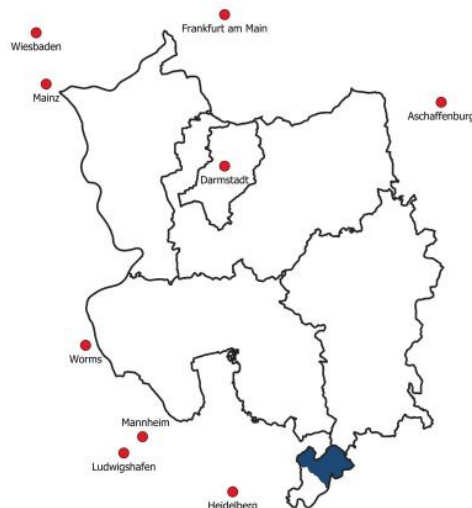 Frankfurt am Main
Wiesbaden
Mainz
Aschaffenburg
Darmstadt
Worms
Mannheim
Ludwigshafen
Heidelberg